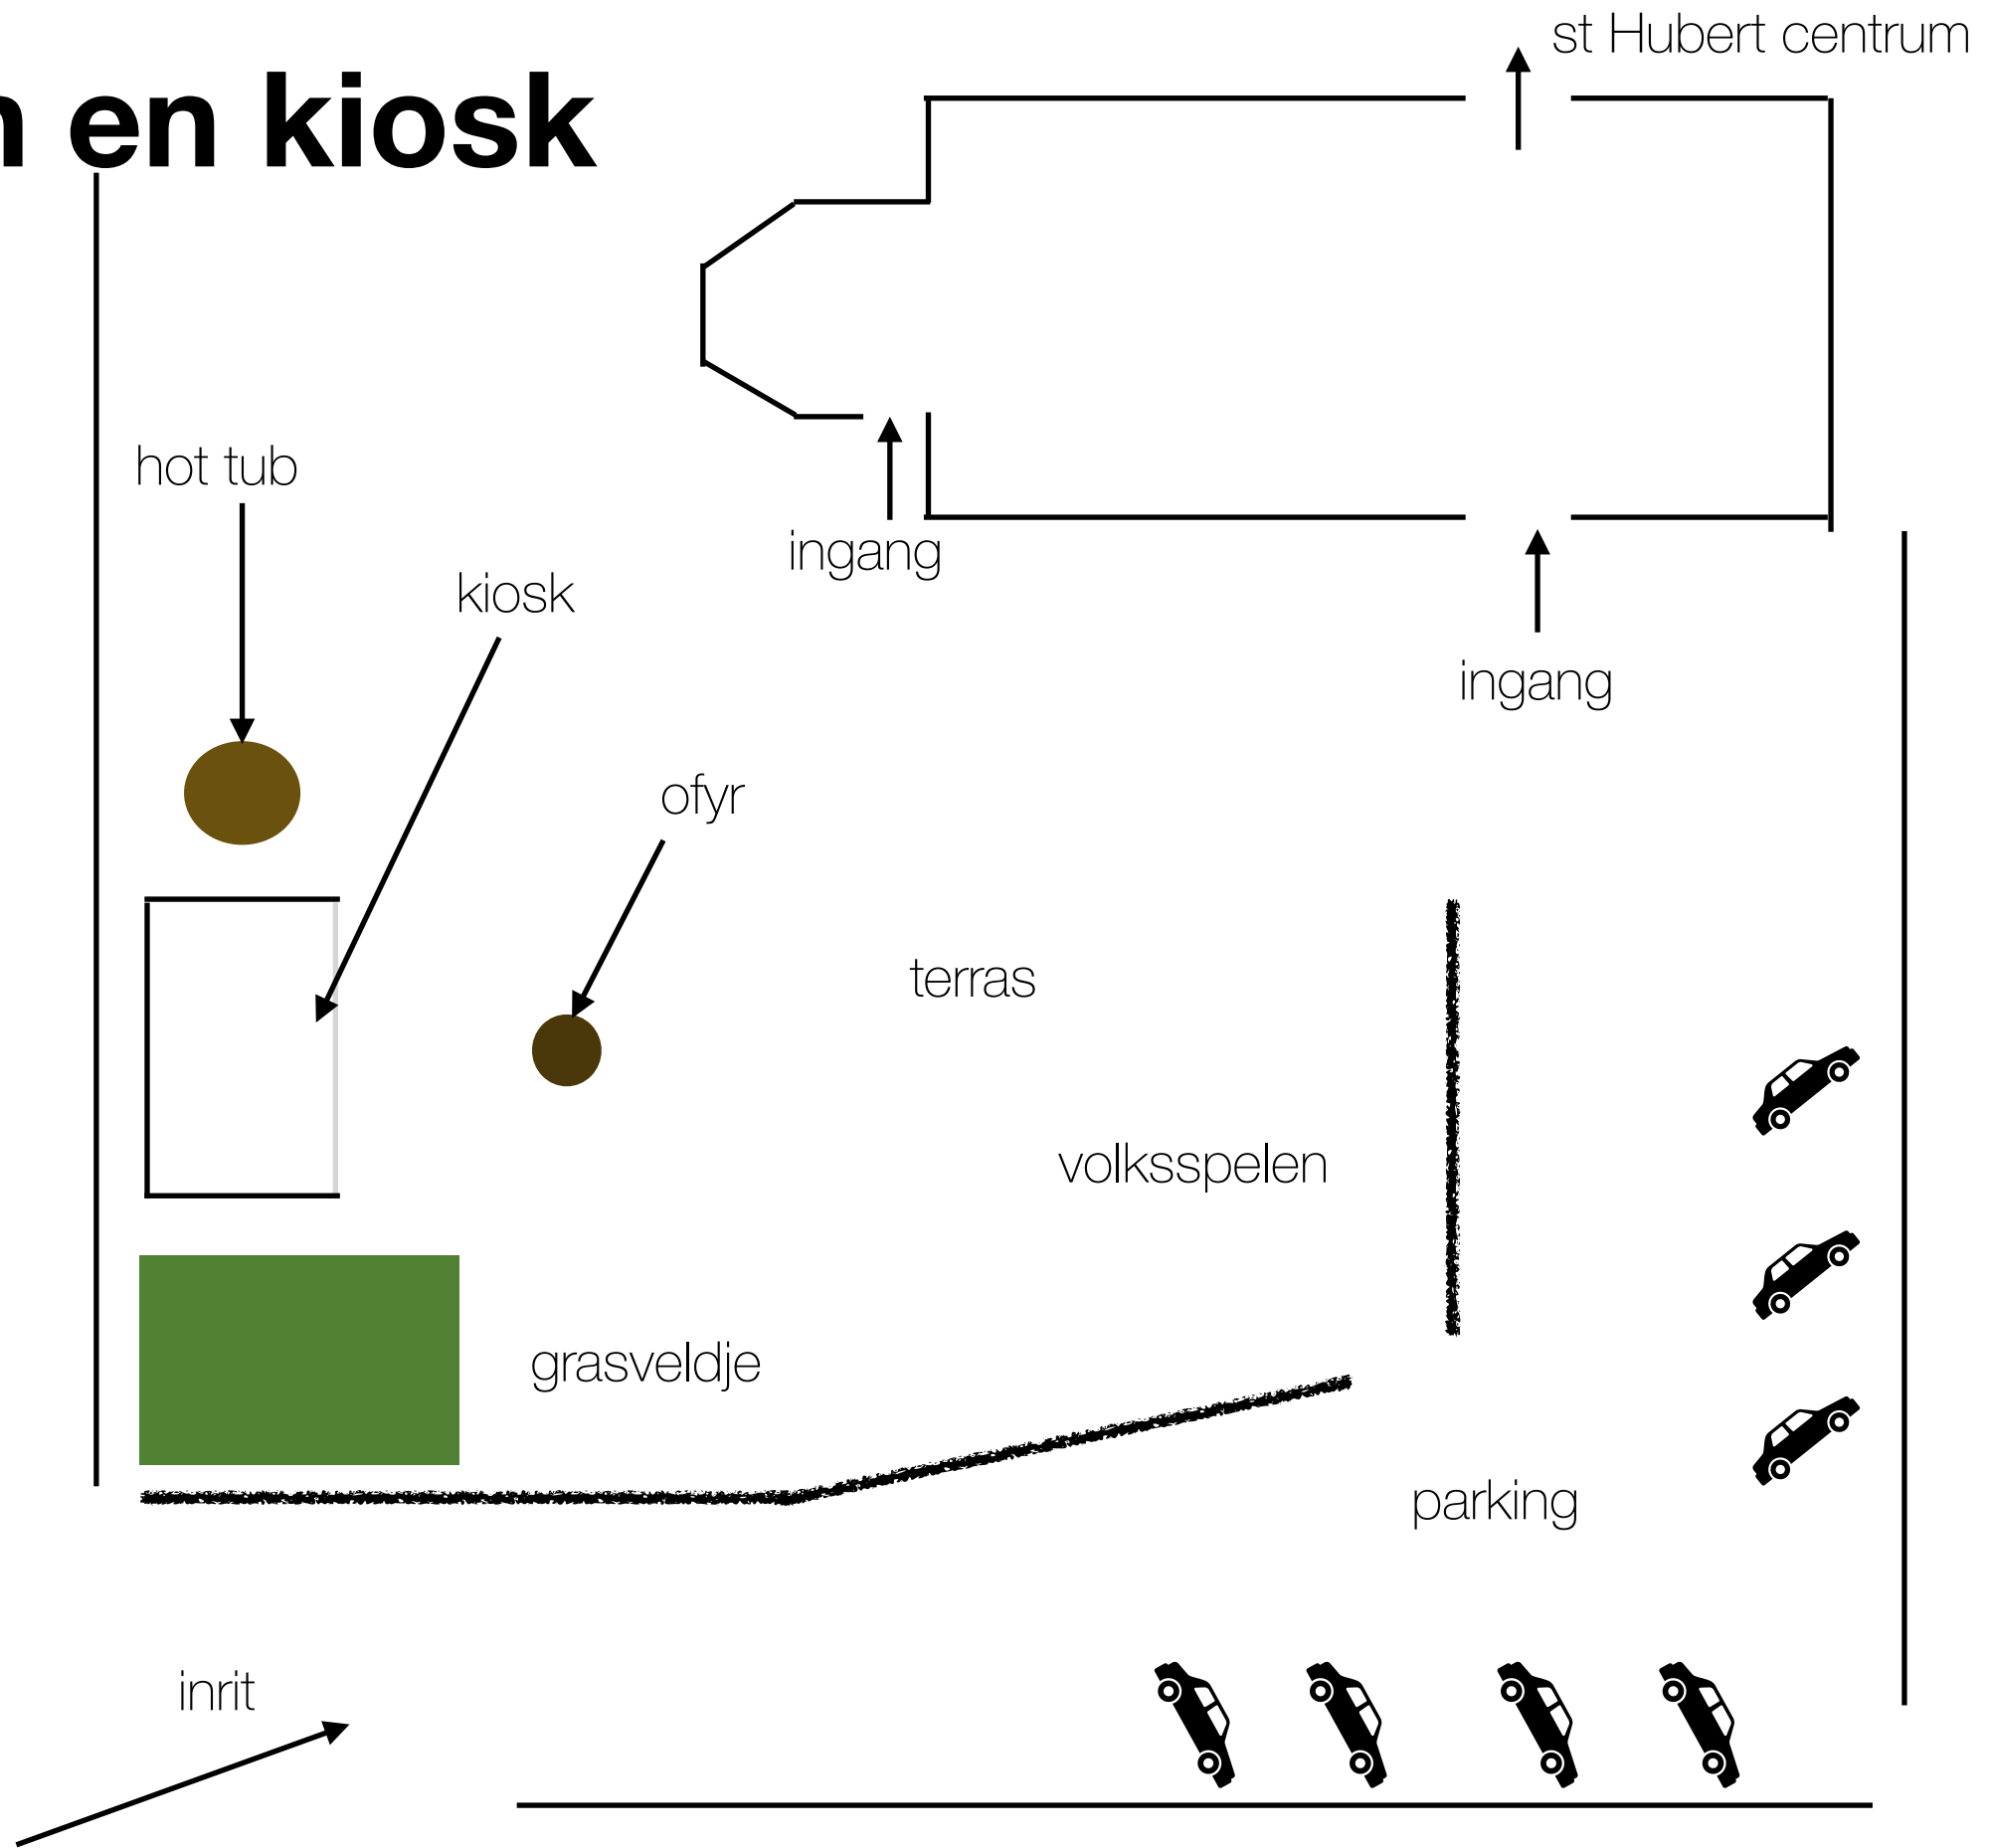 st Hubert centrum
en kiosk
hot tub
ingang
kiosk
ingang
ofyr
terras
volksspelen
grasveldje
parking
inrit